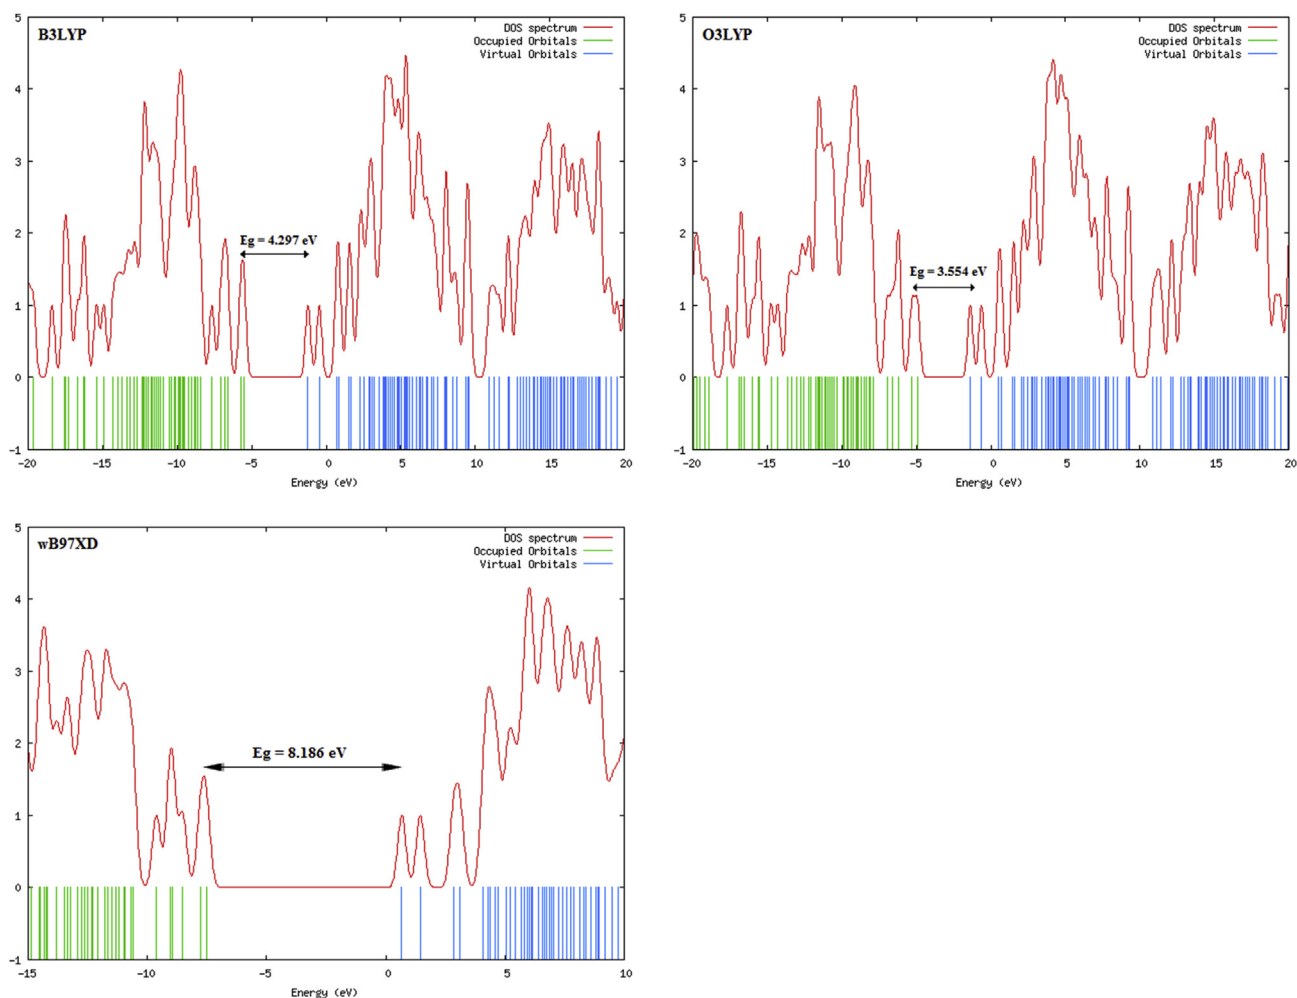 B3LYP
DOS spectrum
Occupied Orbitals
Virtual Orbitals
5
4
3
2
1
0
-1
Eg = 4.297 eV
-20 -15 -10 -5 0 5 10 15 20
Energy (eV)
O3LYP
DOS spectrum
Occupied Orbitals
Virtual Orbitals
5
4
3
2
1
0
-1
Eg = 3.554 eV
-20 -15 -10 -5 0 5 10 15 20
Energy (eV)
wB97XD
DOS spectrum
Occupied Orbitals
Virtual Orbitals
5
4
3
2
1
0
-1
Eg = 8.186 eV
-15 -10 -5 0 5 10
Energy (eV)